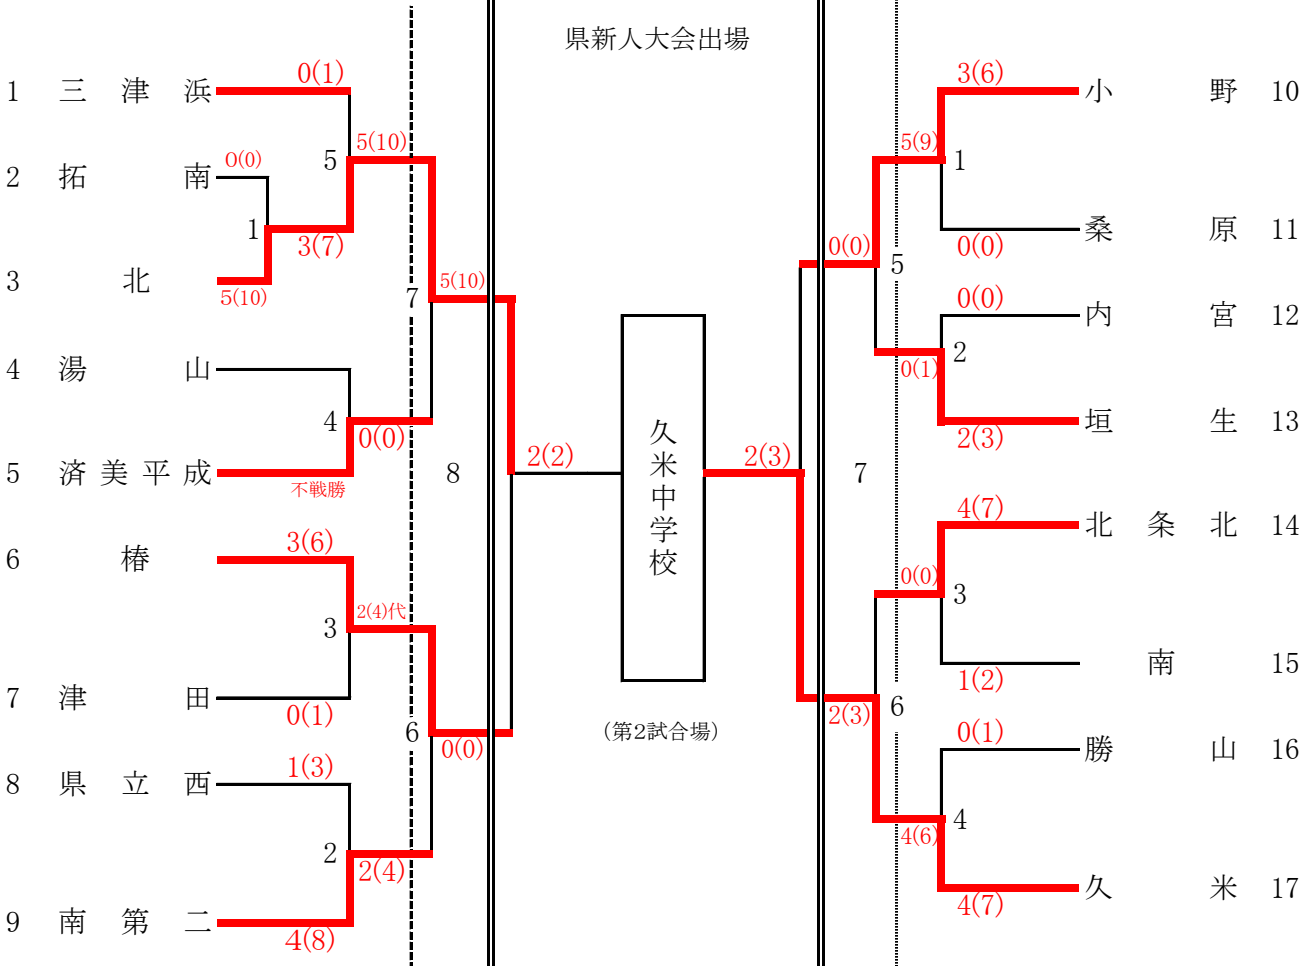 県新人大会出場
1 三津浜 0(1)
2 拓南 0(0)
3 北 5(10)
1
3(7)
5
5(10)
4 湯山
5 済美平成 不戦勝
4
0(0)
7
5(10)
6 椿 3(6)
7 津田 0(1)
3
2(4)代
8 県立西 1(3)
9 南第二 4(8)
2
2(4)
6
0(0)
8
2(2)
久米中学校
(第2試合場)
2(3)
7
3(6) 小野 10
0(0) 桑原 11
1
5(9)
0(0) 内宮 12
2(3) 垣生 13
2
0(1)
5
0(0)
4(7) 北条北 14
1(2) 南 15
3
0(0)
0(1) 勝山 16
4(7) 久米 17
4
4(6)
6
2(3)